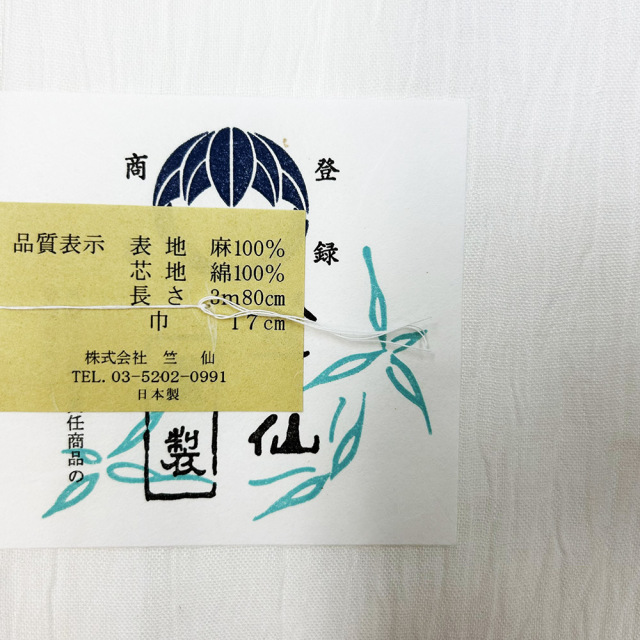 登録
商
品質表示
表地 麻100%
芯地 綿100%
長さ 3m80cm
巾 17cm
株式会社 竺 仙
TEL. 03-5202-0991
日本製
仙
製
任商品の